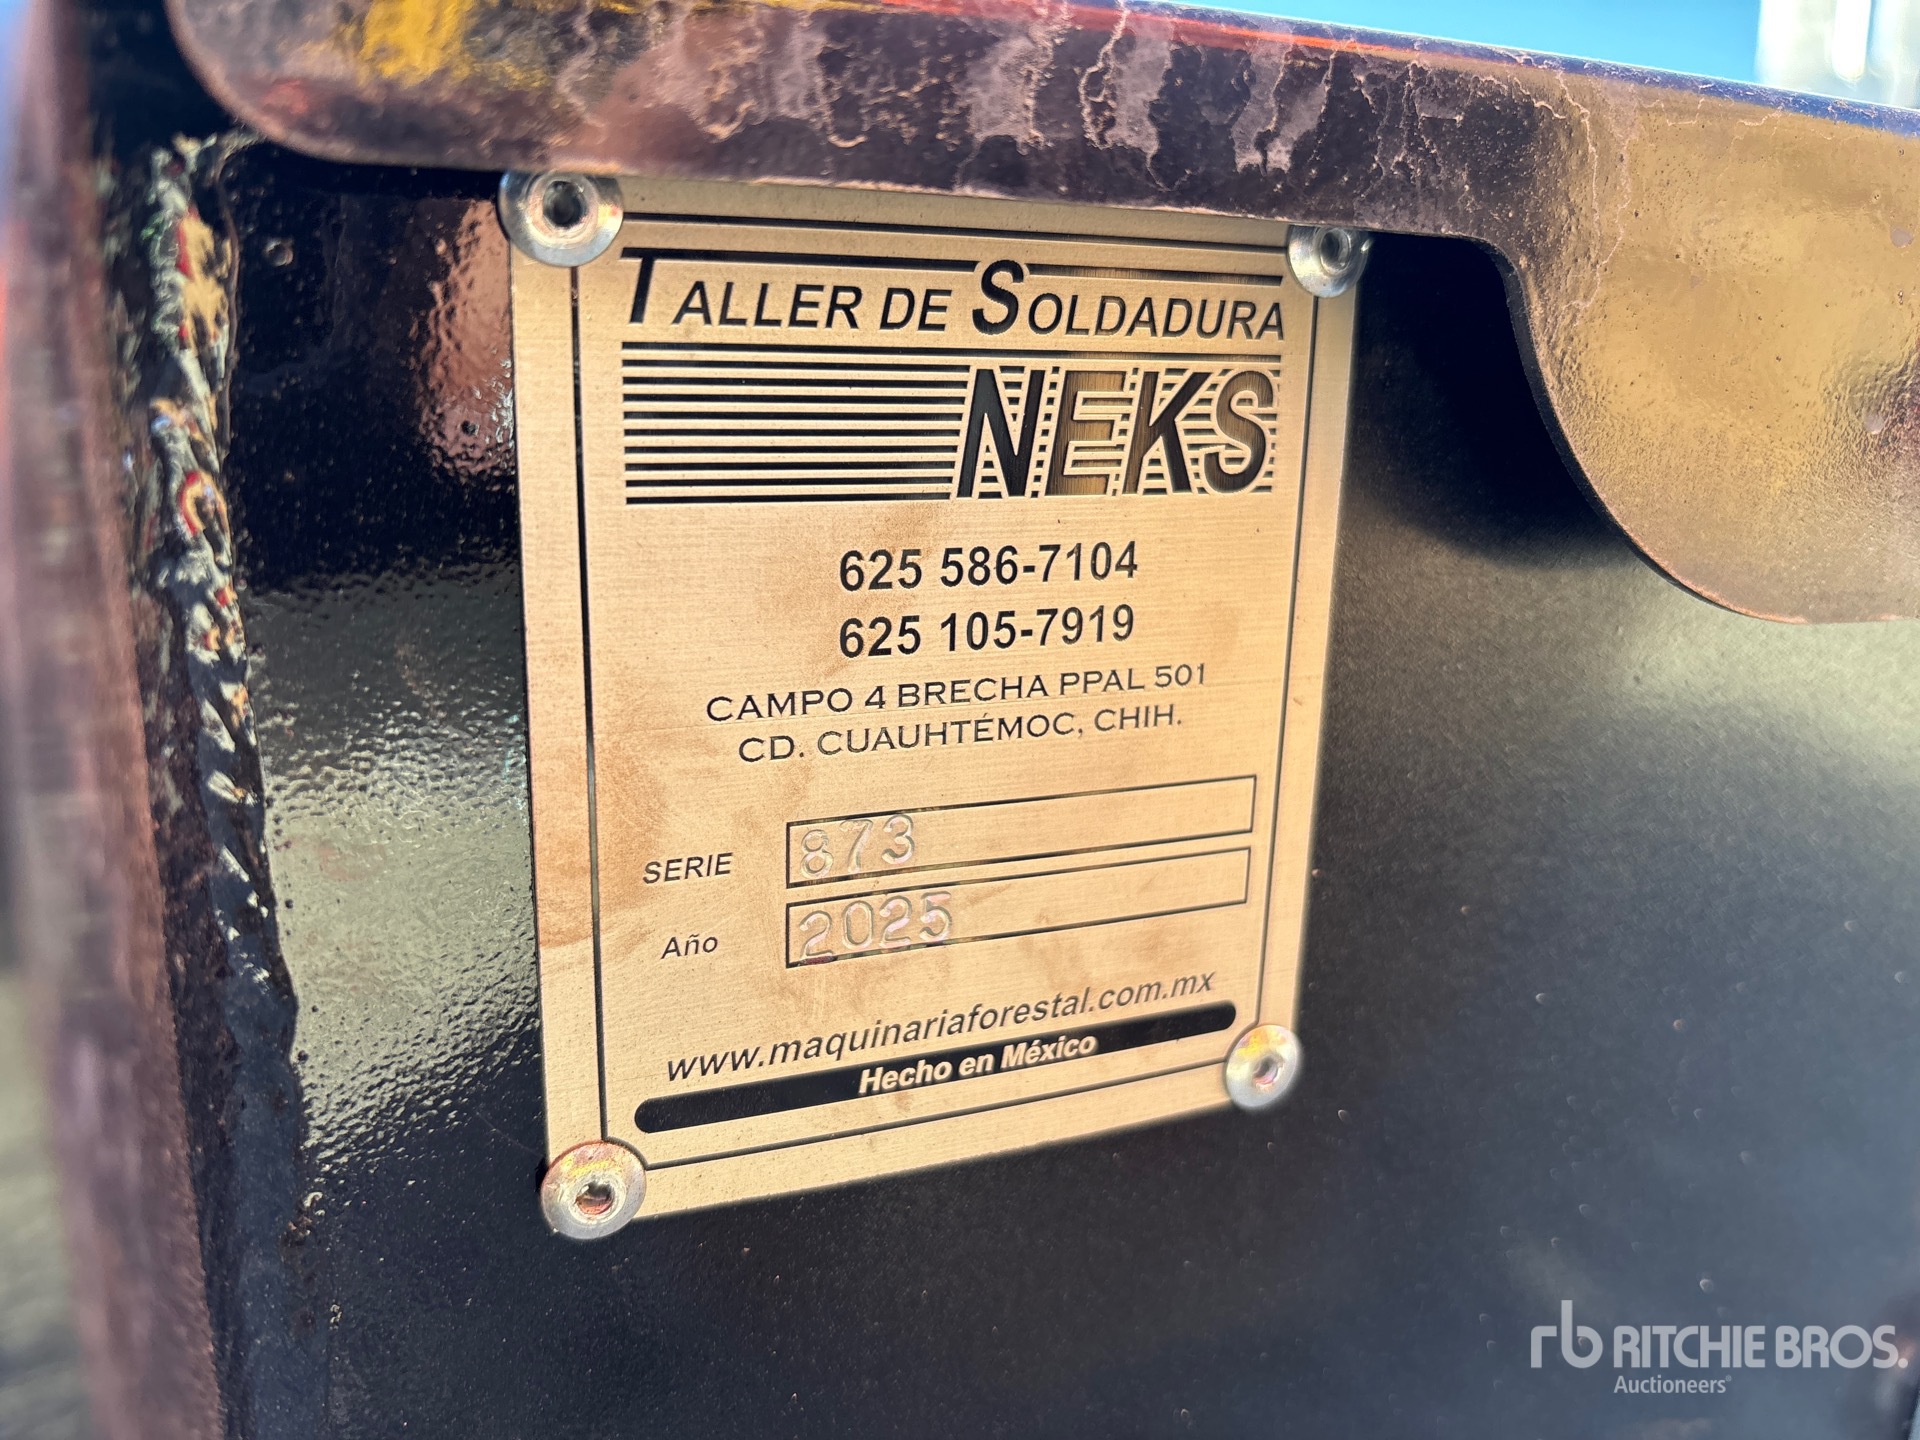 TALLER DE SOLDADURA
NEKS
625 586-7104
625 105-7919
CAMPO 4 BRECHA PPAL 501
CD. CUAUHTÉMOC, CHIH.
SERIE 873
Año 2025
www.maquinariaforestal.com.mx
Hecho en México
rb RITCHIE BROS.
Auctioneers